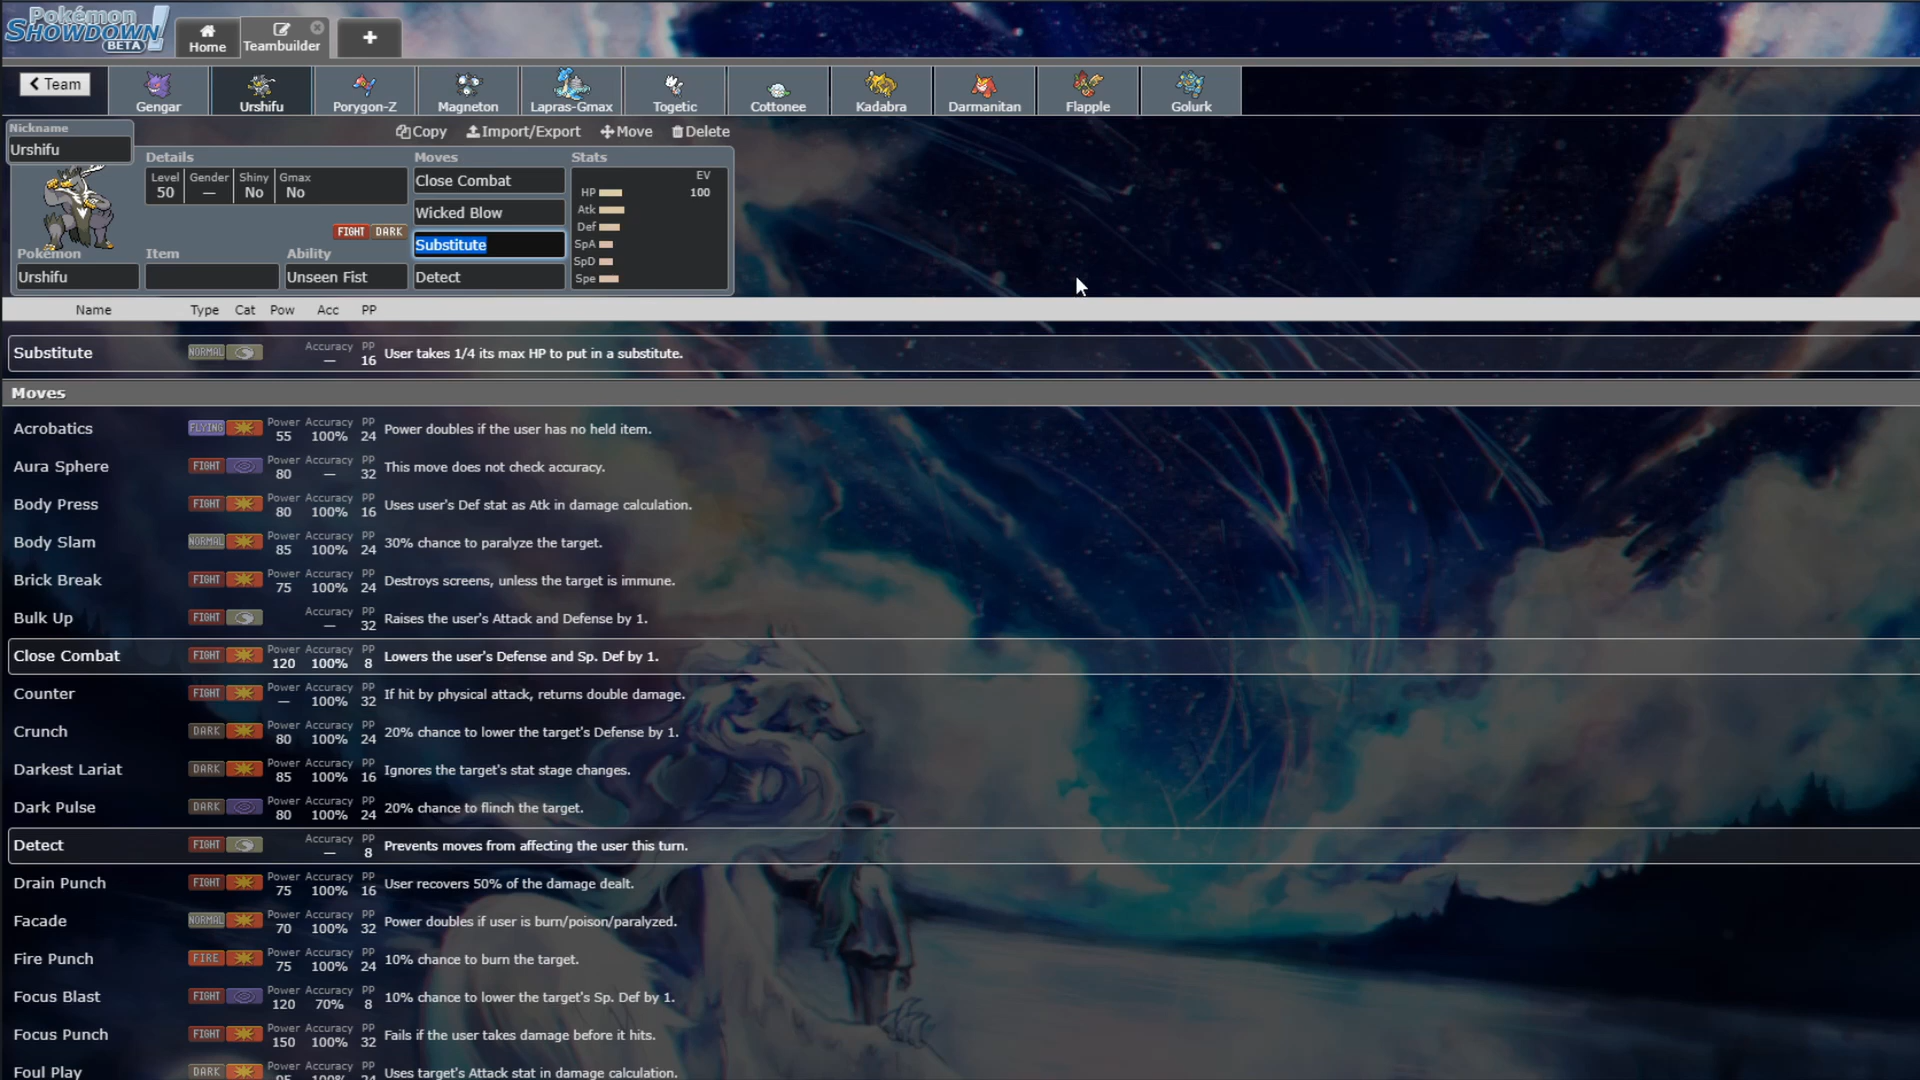 Pokémon
SHOWDOWN!
BETA
Home
Teambuilder
+
Team
Gengar
Urshifu
Porygon-Z
Magneton
Lapras-Gmax
Togetic
Cottonee
Kadabra
Darmanitan
Flapple
Golurk
Nickname
Urshifu
Copy Import/Export Move Delete
Details
Level Gender Shiny Gmax
50 — No No
FIGHT DARK
Pokémon Item Ability
Urshifu Unseen Fist
Moves
Close Combat
Wicked Blow
Substitute
Detect
Stats
EV
HP 100
Atk
Def
SpA
SpD
Spe
Name Type Cat Pow Acc PP
Substitute NORMAL Accuracy — PP 16 User takes 1/4 its max HP to put in a substitute.
Moves
Acrobatics FLYING Power 55 Accuracy 100% PP 24 Power doubles if the user has no held item.
Aura Sphere FIGHT Power 80 Accuracy — PP 32 This move does not check accuracy.
Body Press FIGHT Power 80 Accuracy 100% PP 16 Uses user's Def stat as Atk in damage calculation.
Body Slam NORMAL Power 85 Accuracy 100% PP 24 30% chance to paralyze the target.
Brick Break FIGHT Power 75 Accuracy 100% PP 24 Destroys screens, unless the target is immune.
Bulk Up FIGHT Accuracy — PP 32 Raises the user's Attack and Defense by 1.
Close Combat FIGHT Power 120 Accuracy 100% PP 8 Lowers the user's Defense and Sp. Def by 1.
Counter FIGHT Power — Accuracy 100% PP 32 If hit by physical attack, returns double damage.
Crunch DARK Power 80 Accuracy 100% PP 24 20% chance to lower the target's Defense by 1.
Darkest Lariat DARK Power 85 Accuracy 100% PP 16 Ignores the target's stat stage changes.
Dark Pulse DARK Power 80 Accuracy 100% PP 24 20% chance to flinch the target.
Detect FIGHT Accuracy — PP 8 Prevents moves from affecting the user this turn.
Drain Punch FIGHT Power 75 Accuracy 100% PP 16 User recovers 50% of the damage dealt.
Facade NORMAL Power 70 Accuracy 100% PP 32 Power doubles if user is burn/poison/paralyzed.
Fire Punch FIRE Power 75 Accuracy 100% PP 24 10% chance to burn the target.
Focus Blast FIGHT Power 120 Accuracy 70% PP 8 10% chance to lower the target's Sp. Def by 1.
Focus Punch FIGHT Power 150 Accuracy 100% PP 32 Fails if the user takes damage before it hits.
Foul Play DARK Power 95 Accuracy 100% PP 24 Uses target's Attack stat in damage calculation.